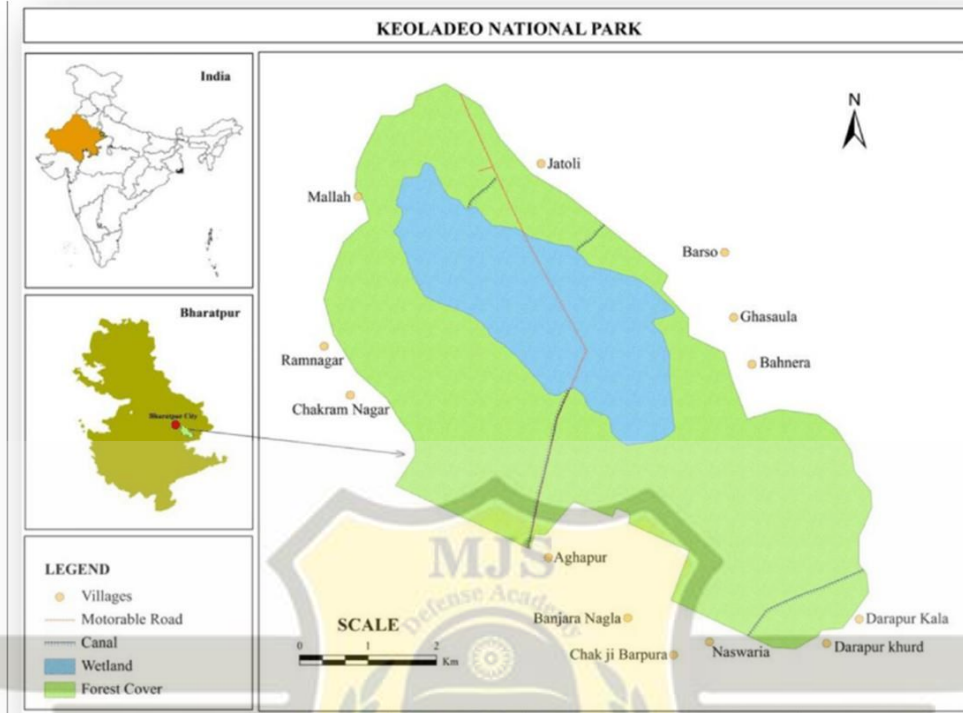 KEOLADEO NATIONAL PARK
India
Bharatpur
Bharatpur City
LEGEND
Villages
Motorable Road
Canal
Wetland
Forest Cover
N
Jatoli
Mallah
Barso
Ghasaula
Ramnagar
Bahnera
Chakram Nagar
Aghapur
Banjara Nagla
Darapur Kala
Chak ji Barpura
Naswaria
Darapur khurd
SCALE
0 1 2
Km
MJS
Defense Academy